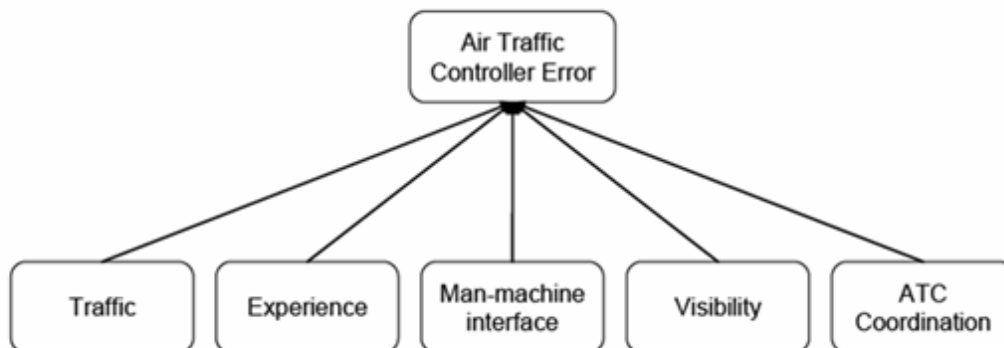 Air Traffic
Controller Error
Traffic
Experience
Man-machine
interface
Visibility
ATC
Coordination